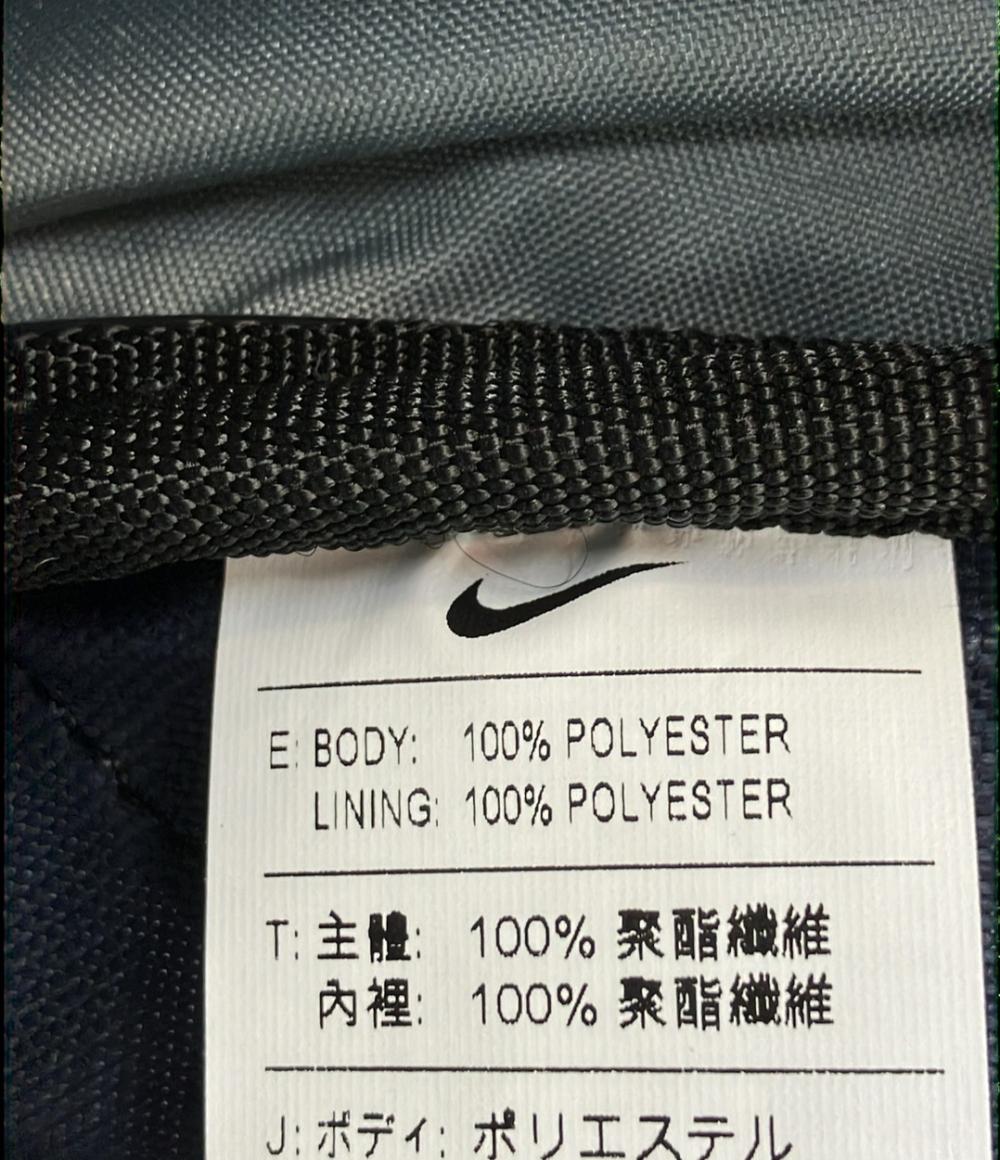 E: BODY: 100% POLYESTER
LINING: 100% POLYESTER
T: 主體: 100% 聚酯纖維
內裡: 100% 聚酯纖維
J: ボディ: ポリエステル